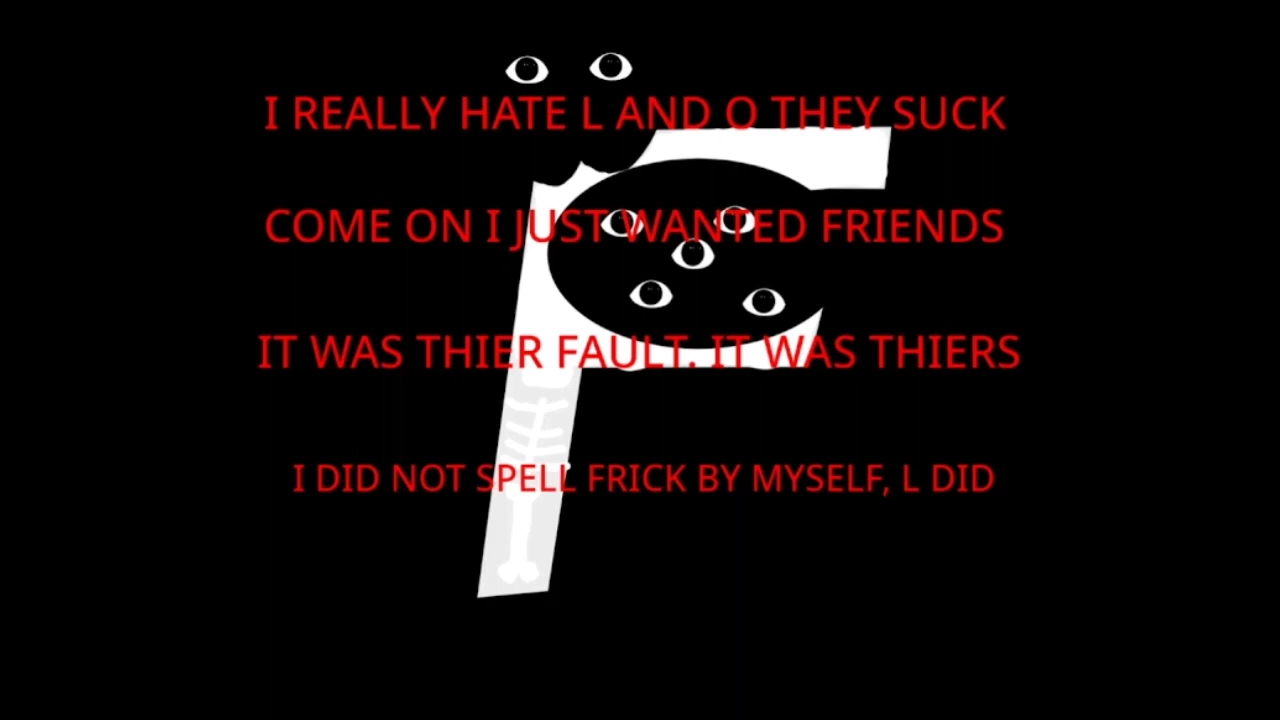 I REALLY HATE L AND O THEY SUCK
COME ON I JUST WANTED FRIENDS
IT WAS THIER FAULT. IT WAS THIERS
I DID NOT SPELL FRICK BY MYSELF, L DID